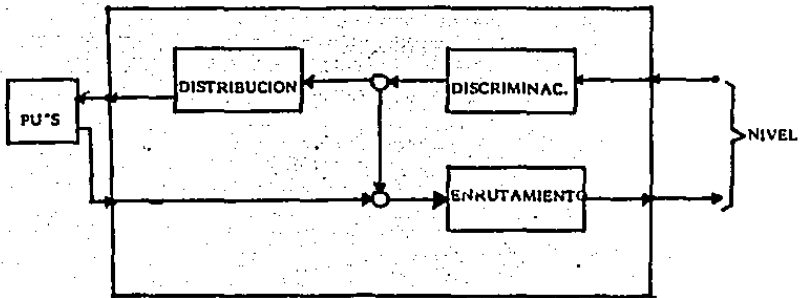 DISTRIBUCION
DISCRIMINAC.
PU'S
NIVEL
ENRUTAMIENTO